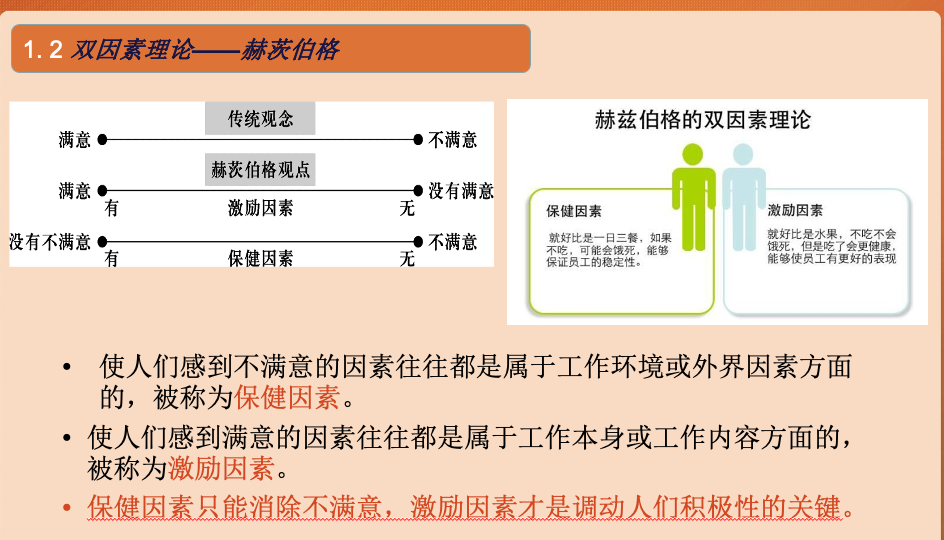 1.2 双因素理论——赫茨伯格
传统观念
满意 不满意
赫茨伯格观点
满意 没有满意
有 激励因素 无
没有不满意 不满意
有 保健因素 无
赫兹伯格的双因素理论
保健因素
就好比是一日三餐，如果
不吃，可能会饿死，能够
保证员工的稳定性。
激励因素
就好比是水果，不吃不会
饿死，但是吃了会更健康，
能够使员工有更好的表现
• 使人们感到不满意的因素往往都是属于工作环境或外界因素方面
的，被称为保健因素。
• 使人们感到满意的因素往往都是属于工作本身或工作内容方面的，
被称为激励因素。
• 保健因素只能消除不满意，激励因素才是调动人们积极性的关键。